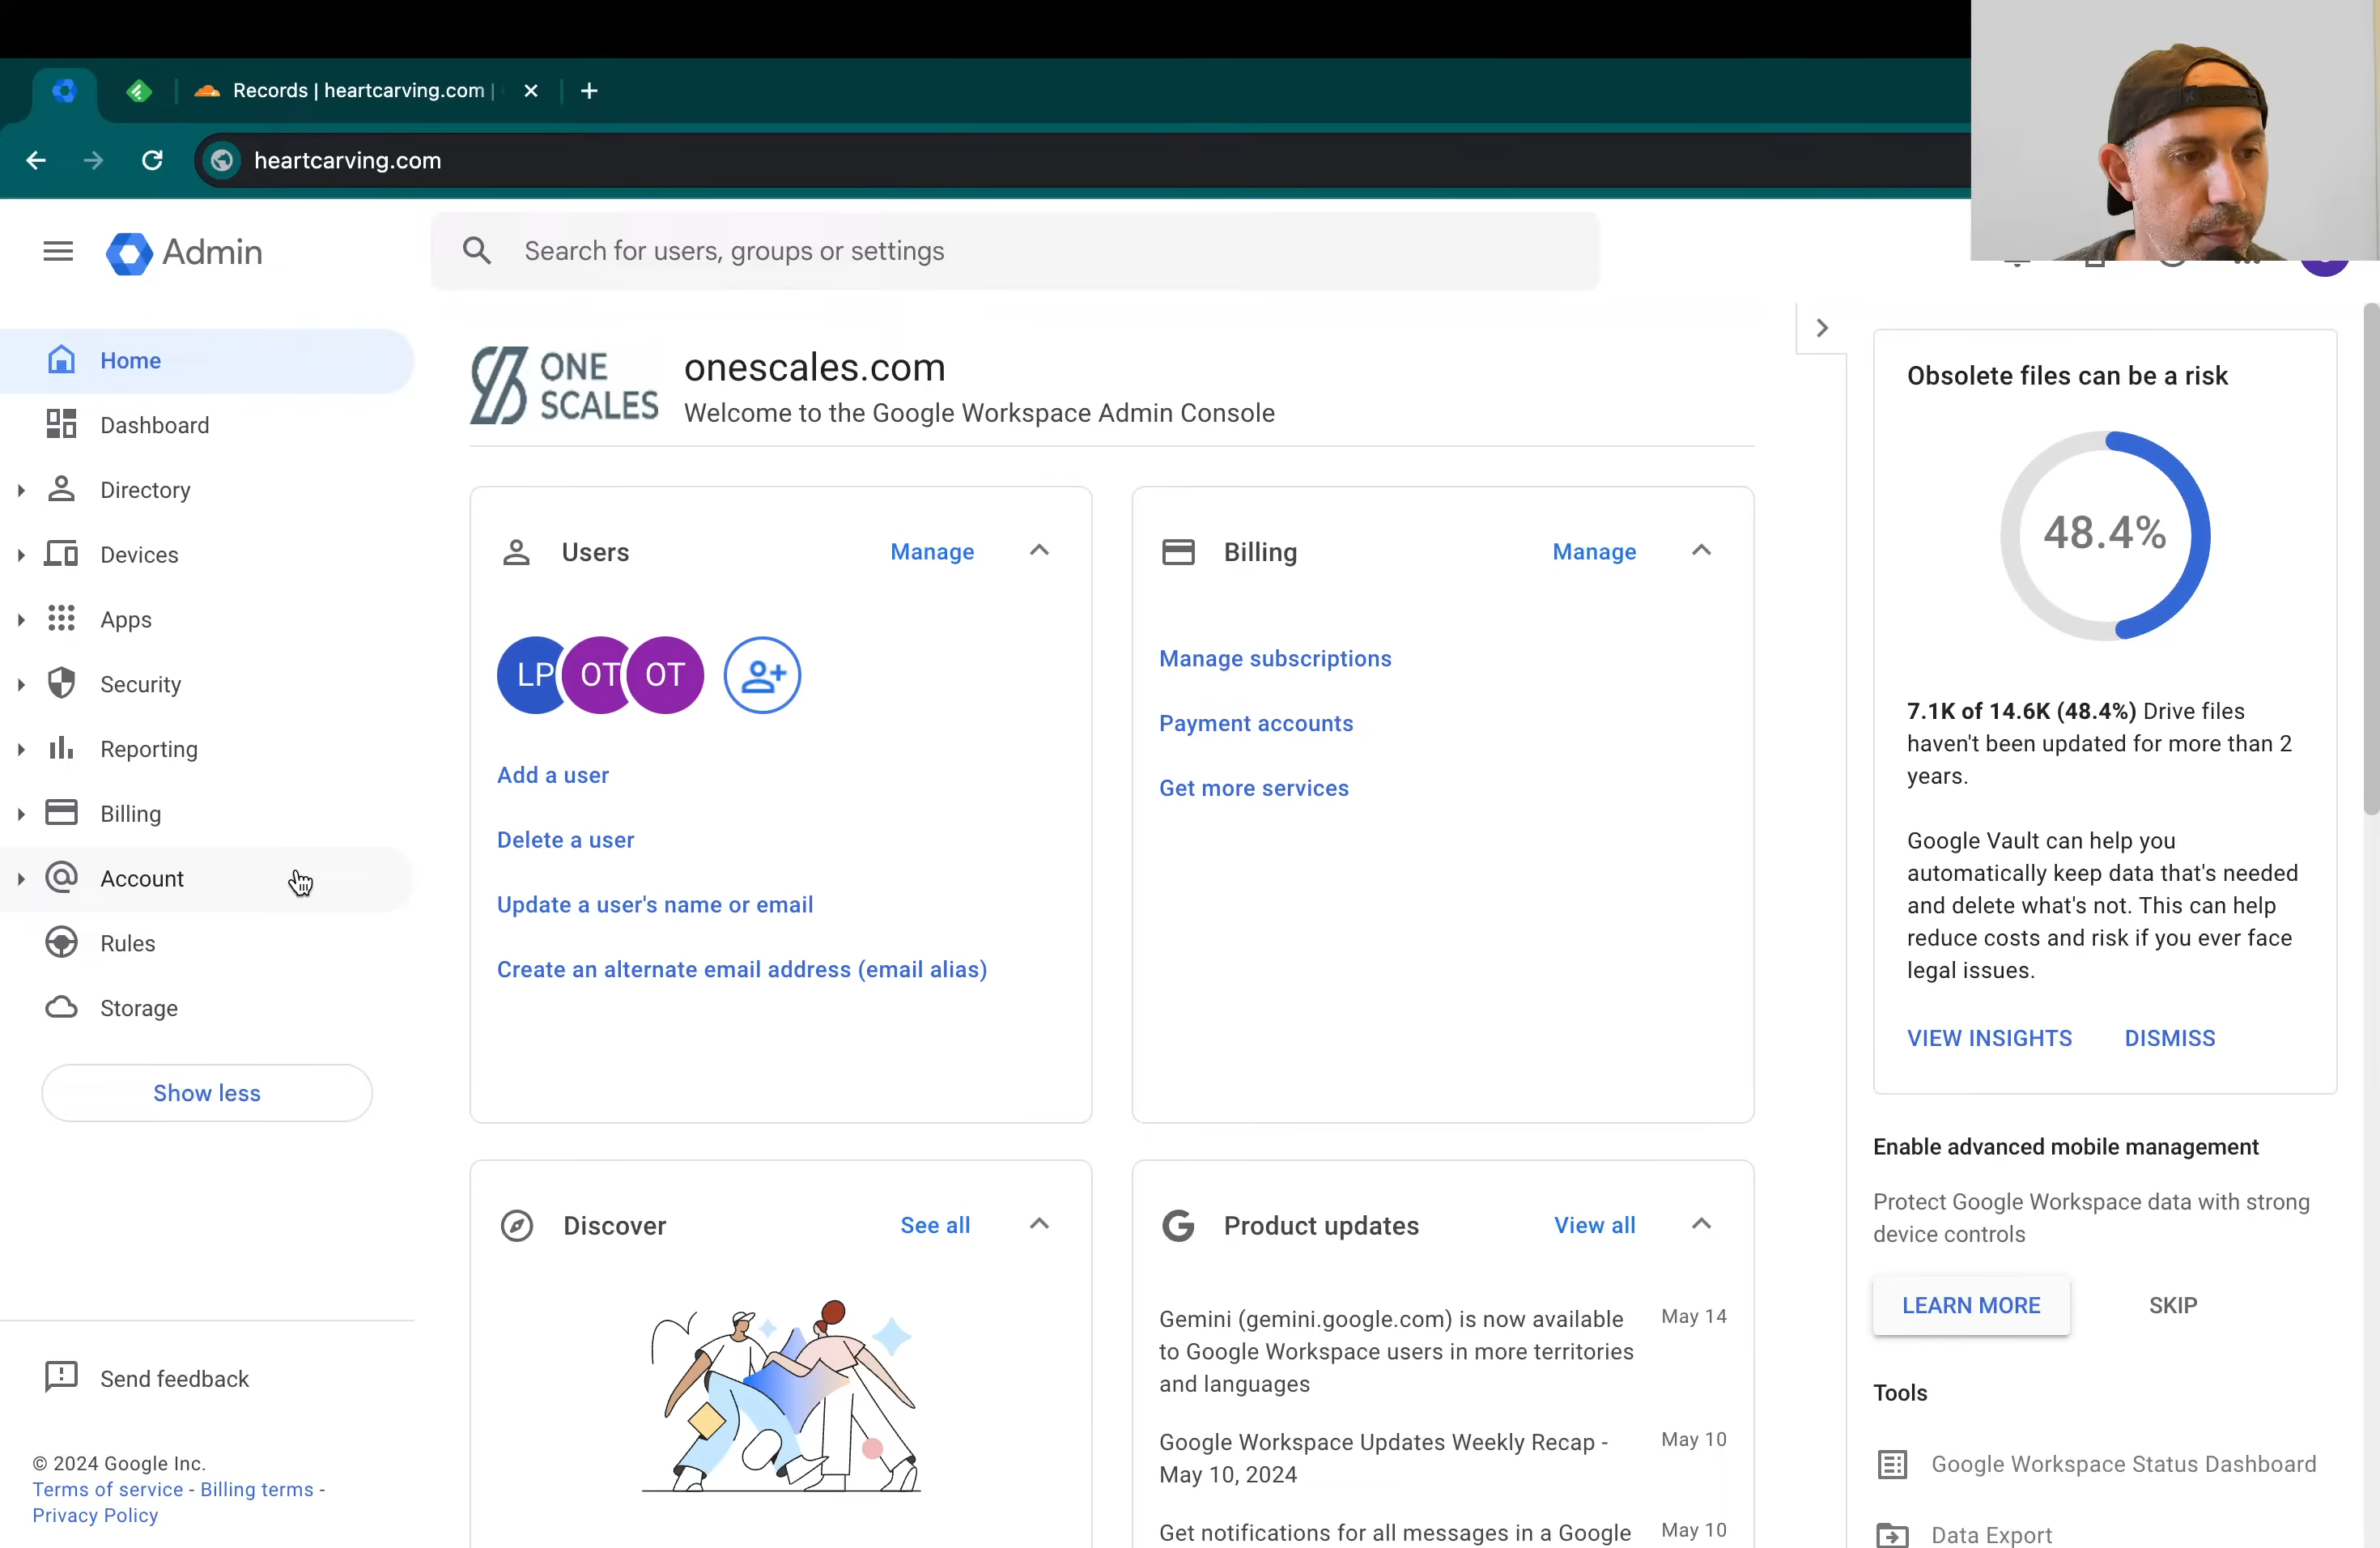 Records | heartcarving.com |
heartcarving.com
Admin
Search for users, groups or settings
Home
Dashboard
Directory
Devices
Apps
Security
Reporting
Billing
Account
Rules
Storage
Show less
Send feedback
© 2024 Google Inc.
Terms of service - Billing terms -
Privacy Policy
ONE
SCALES
onescales.com
Welcome to the Google Workspace Admin Console
Users
Manage
LP OT OT
Add a user
Delete a user
Update a user's name or email
Create an alternate email address (email alias)
Billing
Manage
Manage subscriptions
Payment accounts
Get more services
Discover
See all
Product updates
View all
Gemini (gemini.google.com) is now available May 14
to Google Workspace users in more territories
and languages
Google Workspace Updates Weekly Recap - May 10
May 10, 2024
Get notifications for all messages in a Google May 10
Obsolete files can be a risk
48.4%
7.1K of 14.6K (48.4%) Drive files
haven't been updated for more than 2
years.
Google Vault can help you
automatically keep data that's needed
and delete what's not. This can help
reduce costs and risk if you ever face
legal issues.
VIEW INSIGHTS DISMISS
Enable advanced mobile management
Protect Google Workspace data with strong
device controls
LEARN MORE SKIP
Tools
Google Workspace Status Dashboard
Data Export